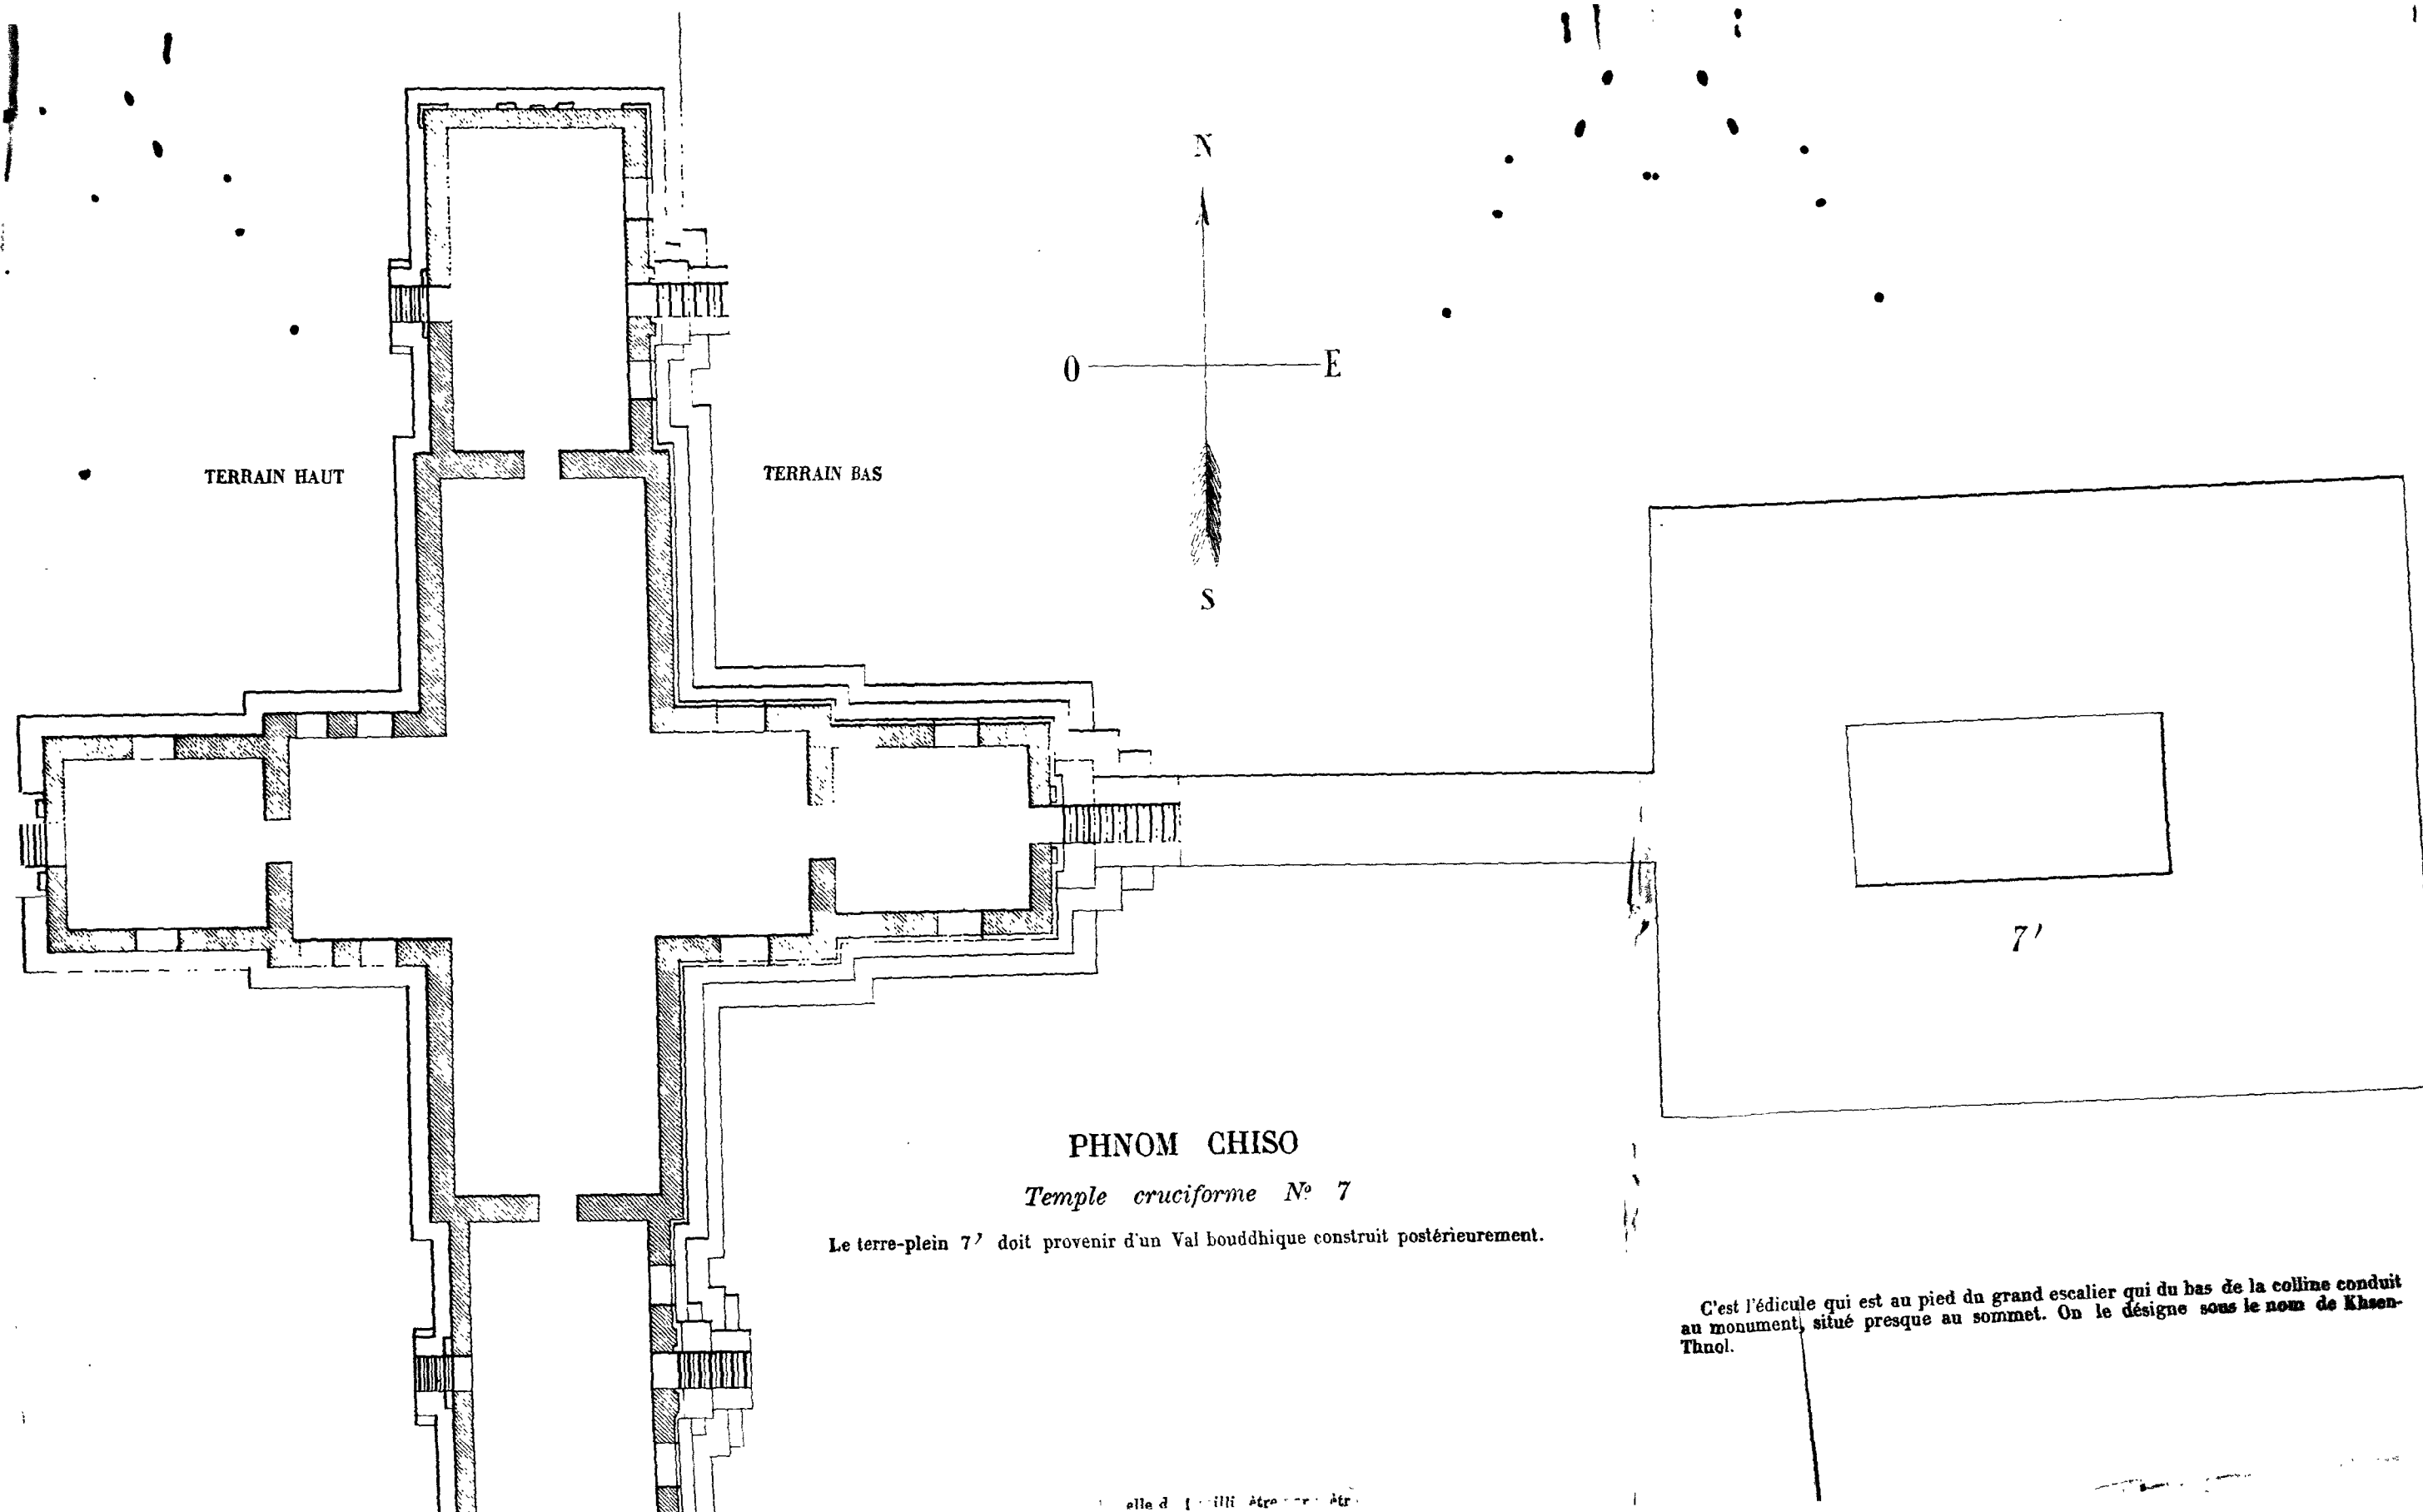 N
O E
S
TERRAIN HAUT
TERRAIN BAS
7'
PHNOM CHISO
Temple cruciforme Nº 7
Le terre-plein 7' doit provenir d'un Val bouddhique construit postérieurement.
C'est l'édicule qui est au pied dn grand escalier qui du bas de la colline conduit
au monument, situé presque au sommet. On le désigne sous le nom de Khsen-
Thnol.